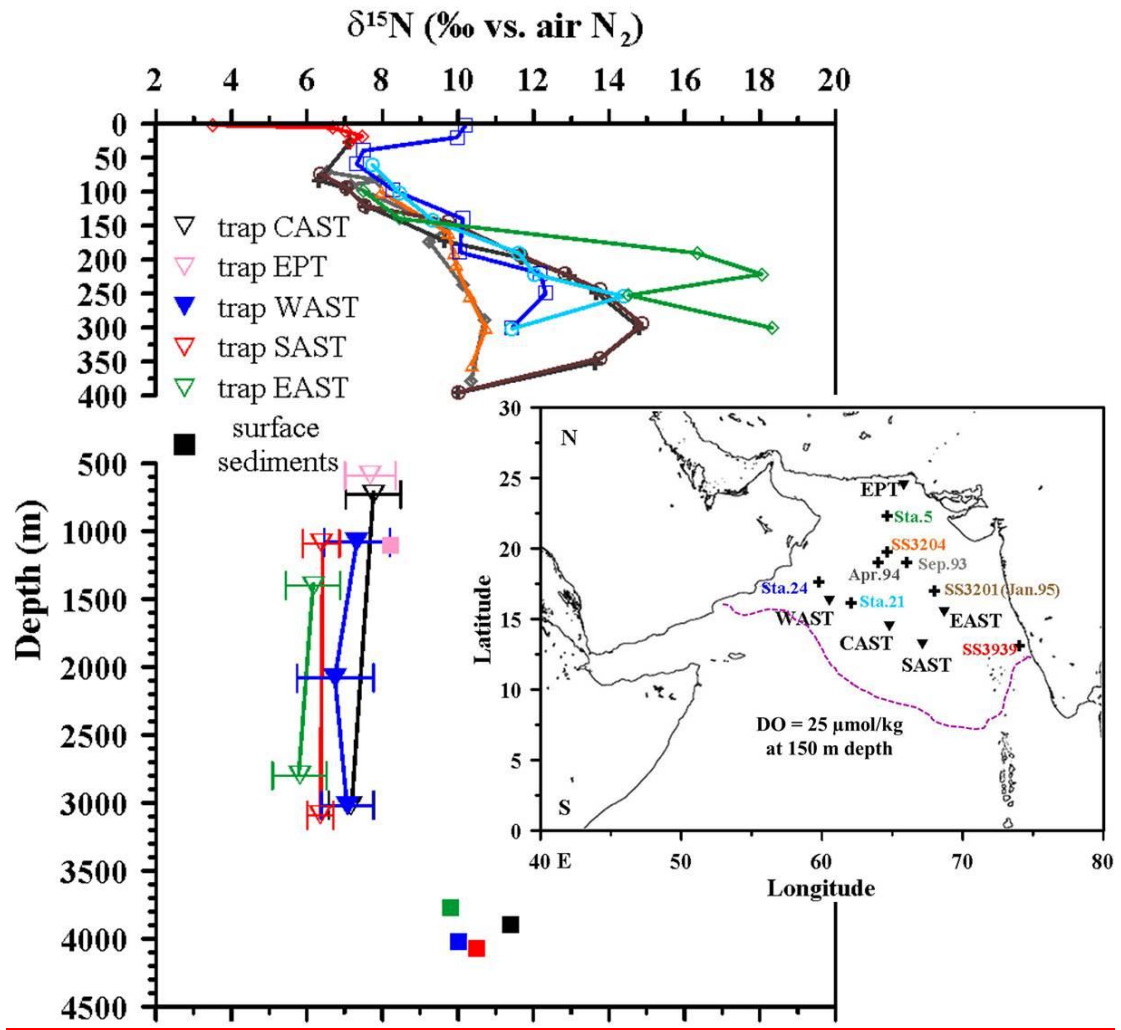 δ¹⁵N (‰ vs. air N₂)
2 4 6 8 10 12 14 16 18 20
0
50
100
150
200
250
300
350
400
trap CAST
trap EPT
trap WAST
trap SAST
trap EAST
surface
sediments
Depth (m)
500
1000
1500
2000
2500
3000
3500
4000
4500
30
25
20
15
10
5
0
Latitude
N
EPT
Sta.5
SS3204
Apr.94
Sep.93
Sta.24
SS3201(Jan.95)
WAST
Sta.21
EAST
CAST
SAST
SS3939
DO = 25 µmol/kg
at 150 m depth
S
40 E 50 60 70 80
Longitude